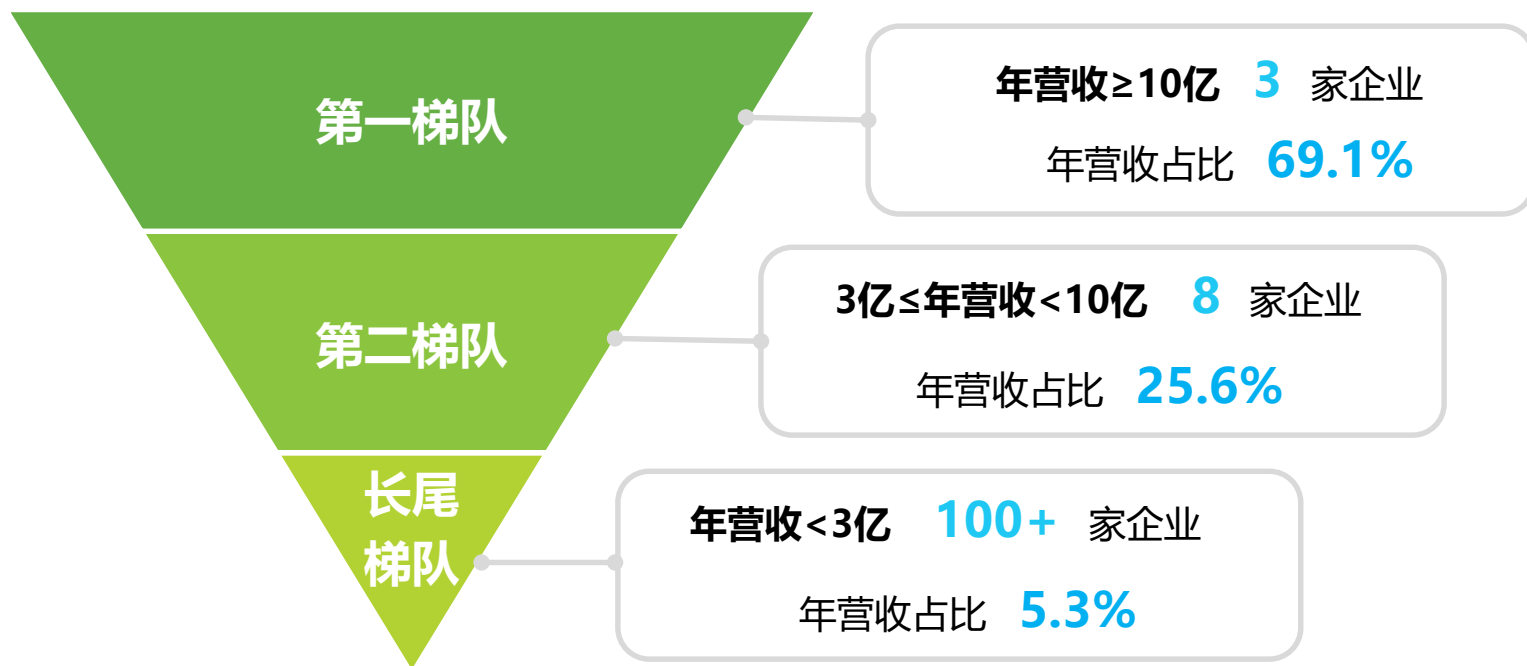 第一梯队
年营收≥10亿 3 家企业
年营收占比 69.1%
第二梯队
3亿≤年营收<10亿 8 家企业
年营收占比 25.6%
长尾
梯队
年营收<3亿 100+ 家企业
年营收占比 5.3%